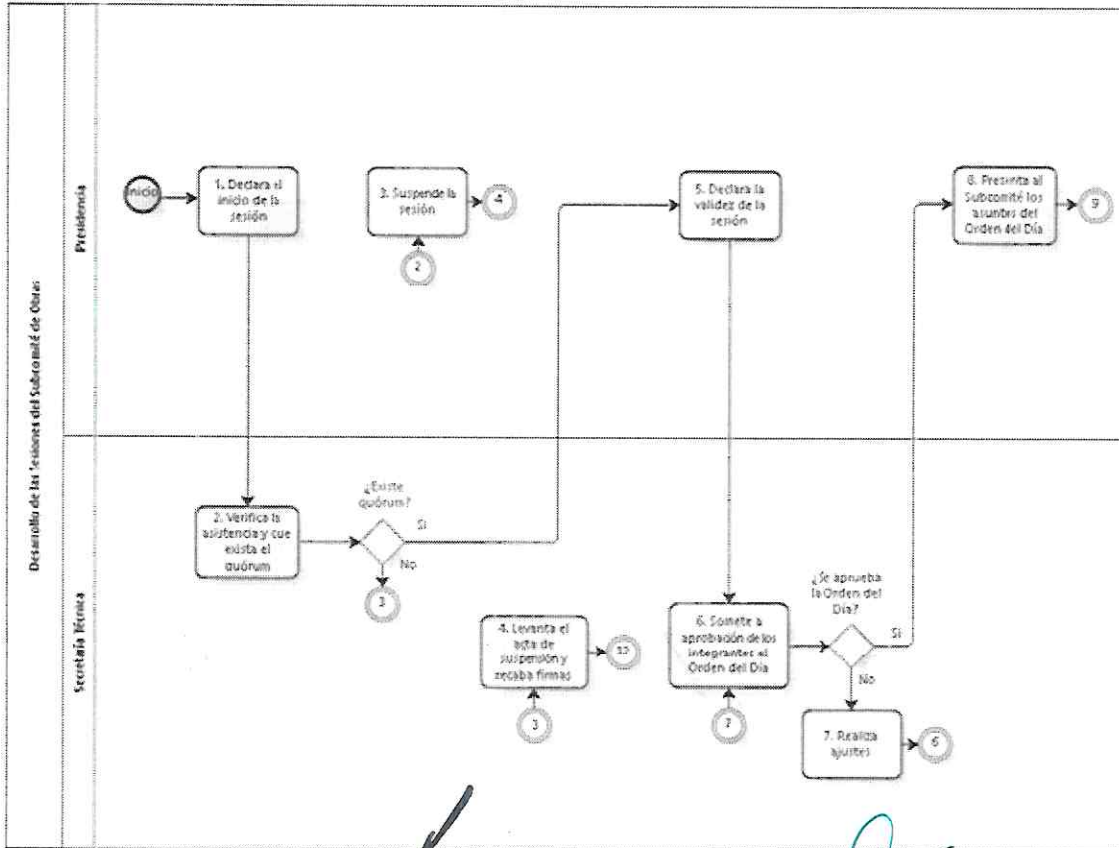 Desarrollo de las Sesiones del Subcomité de Obras
Presidencia
Inicio
1. Declara el
inicio de la
sesión
3. Suspende la
sesión
4
2
5. Declara la
validez de la
sesión
8. Presenta al
Subcomité los
asuntos del
Orden del Día
9
Secretaría Técnica
2. Verifica la
asistencia y que
exista el
quórum
¿Existe
quórum?
Si
No
3
4. Levanta el
acta de
suspensión y
recaba firmas
3
6. Somete a
aprobación de los
integrantes el
Orden del Día
¿Se aprueba
la Orden del
Día?
Si
No
7. Realiza
ajustes
6